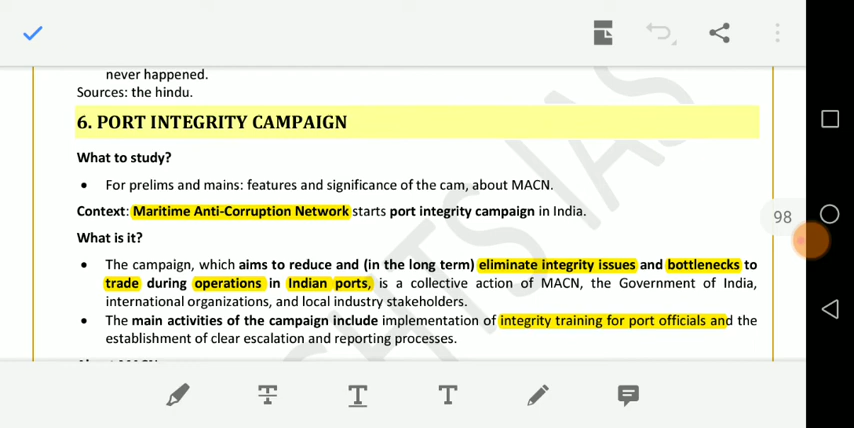 never happened.
Sources: the hindu.
6. PORT INTEGRITY CAMPAIGN
What to study?
• For prelims and mains: features and significance of the cam, about MACN.
Context: Maritime Anti-Corruption Network starts port integrity campaign in India.
98
What is it?
• The campaign, which aims to reduce and (in the long term) eliminate integrity issues and bottlenecks to
trade during operations in Indian ports, is a collective action of MACN, the Government of India,
international organizations, and local industry stakeholders.
• The main activities of the campaign include implementation of integrity training for port officials and the
establishment of clear escalation and reporting processes.